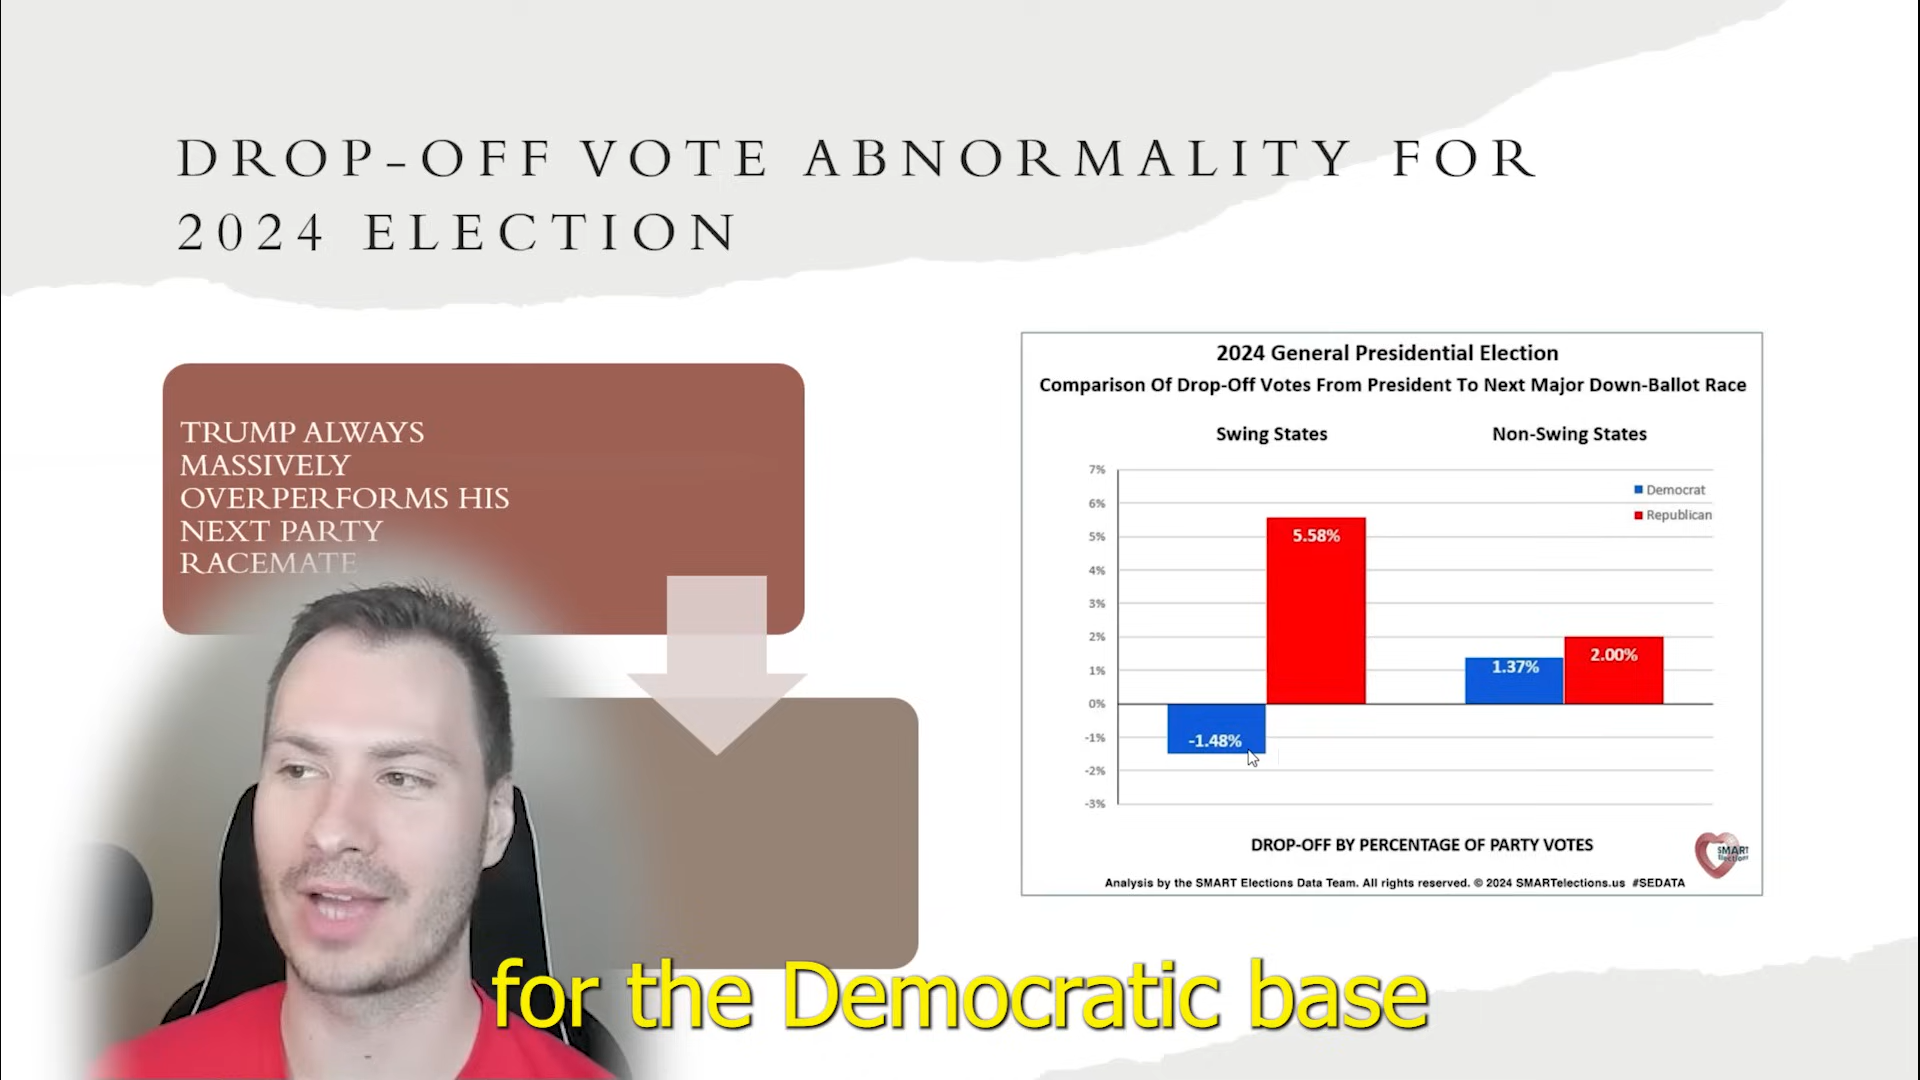 DROP-OFF VOTE ABNORMALITY FOR
2024 ELECTION
TRUMP ALWAYS
MASSIVELY
OVERPERFORMS HIS
NEXT PARTY
RACEMATE
2024 General Presidential Election
Comparison Of Drop-Off Votes From President To Next Major Down-Ballot Race
Swing States
Non-Swing States
7%
6%
5%
4%
3%
2%
1%
0%
-1%
-2%
-3%
Democrat
Republican
5.58%
-1.48%
1.37%
2.00%
DROP-OFF BY PERCENTAGE OF PARTY VOTES
SMART
Elections
Analysis by the SMART Elections Data Team. All rights reserved. © 2024 SMARTelections.us #SEDATA
for the Democratic base